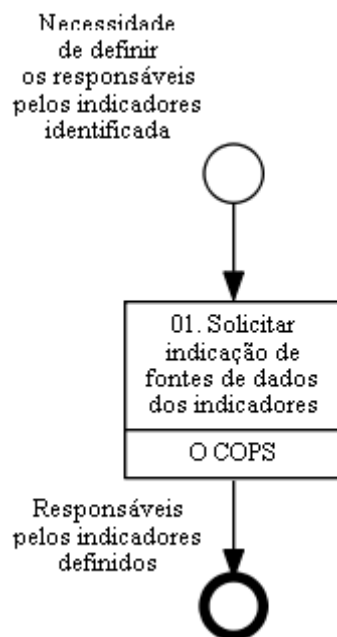 Necessidade
de definir
os responsáveis
pelos indicadores
identificada
01. Solicitar
indicação de
fontes de dados
dos indicadores
O COPS
Responsáveis
pelos indicadores
definidos